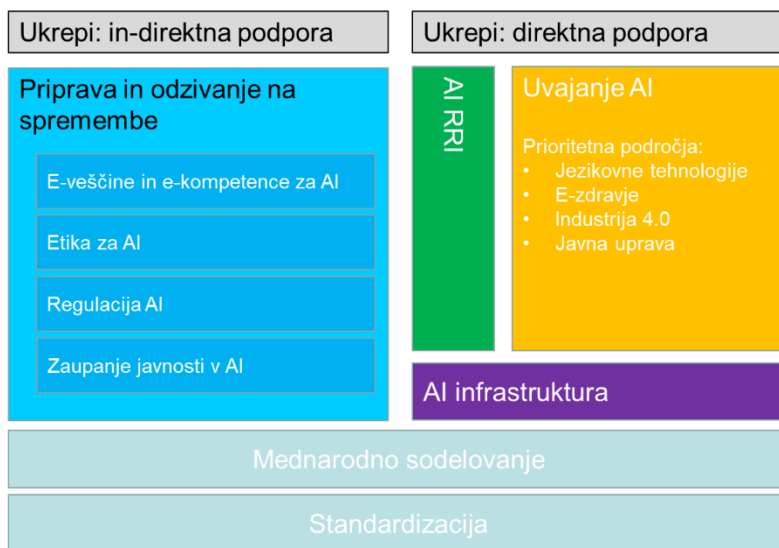 Ukrepi: in-direktna podpora
Priprava in odzivanje na
spremembe
E-veščine in e-kompetence za AI
Etika za AI
Regulacija AI
Zaupanje javnosti v AI
Ukrepi: direktna podpora
AI RRI
Uvajanje AI
Prioritetna področja:
• Jezikovne tehnologije
• E-zdravje
• Industrija 4.0
• Javna uprava
AI infrastruktura
Mednarodno sodelovanje
Standardizacija